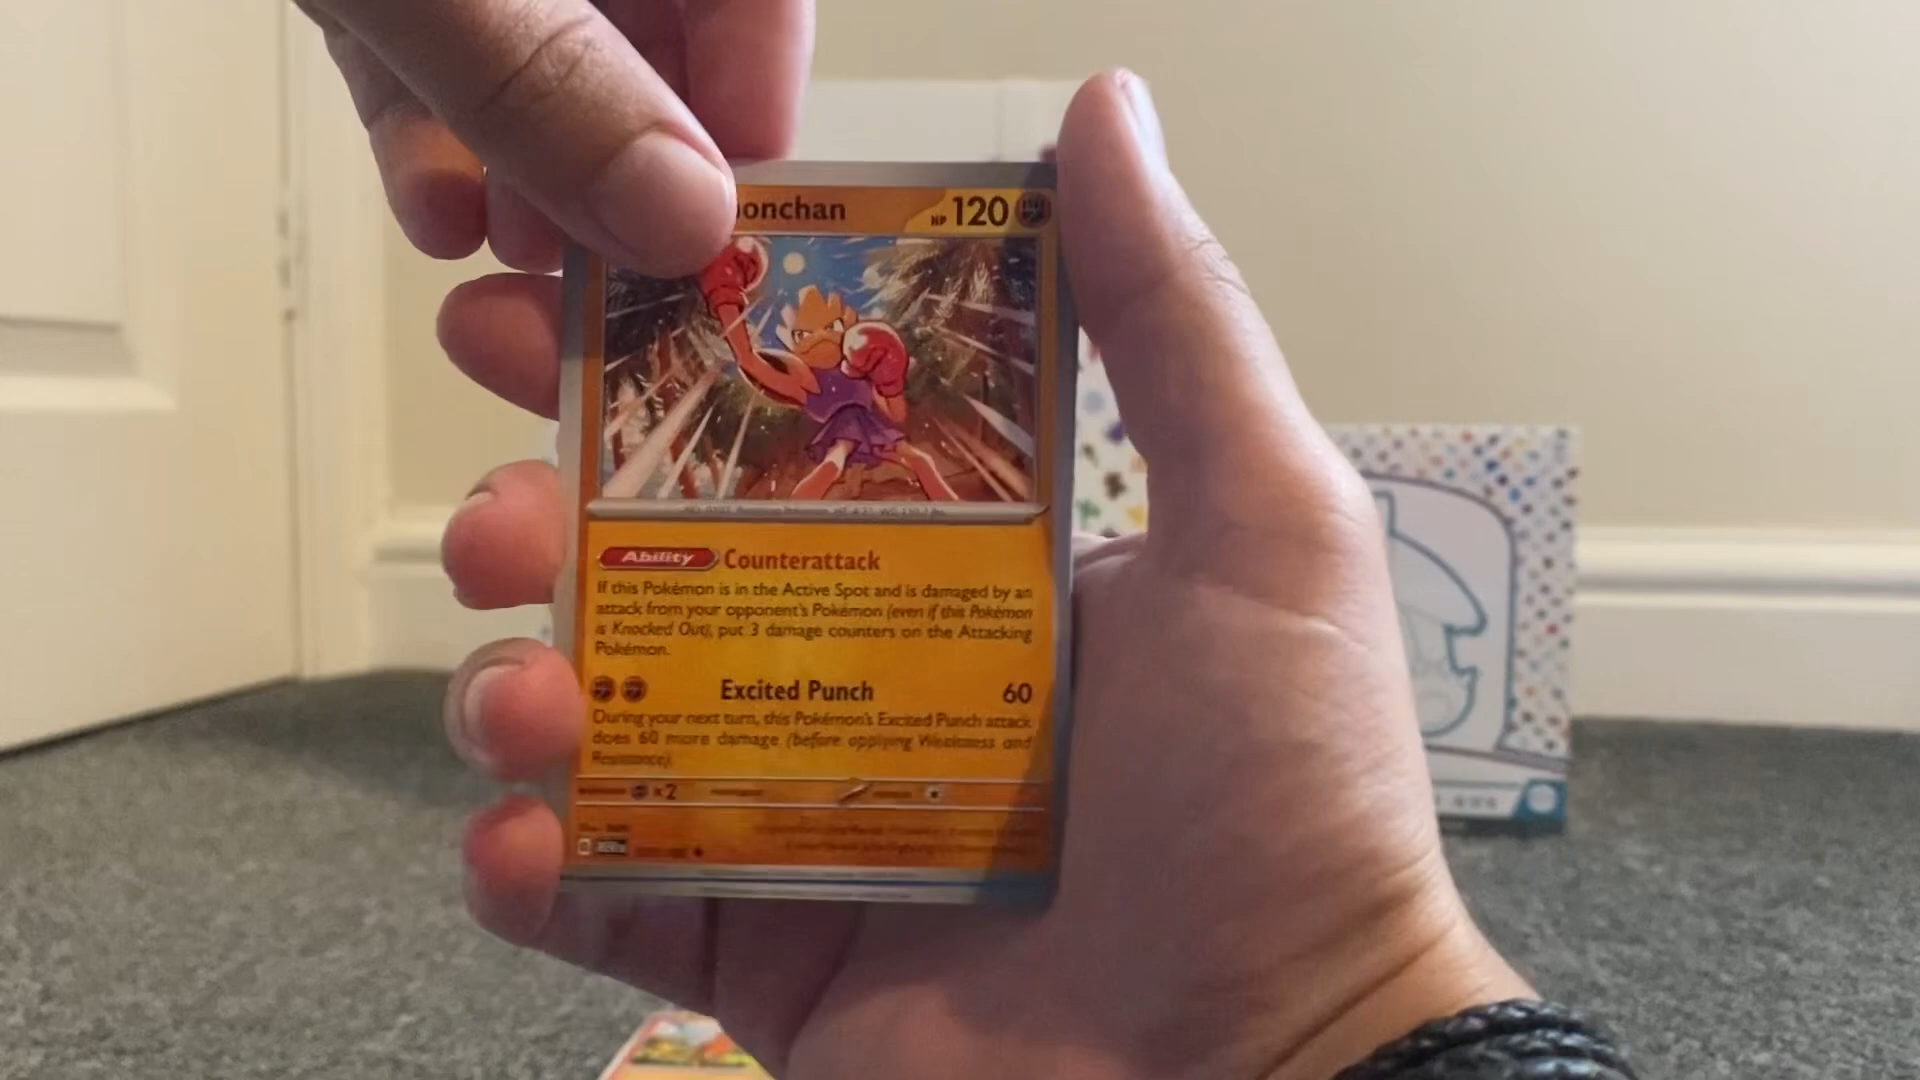 onchan HP 120
Ability Counterattack
If this Pokémon is in the Active Spot and is damaged by an
attack from your opponent's Pokémon (even if this Pokémon
is Knocked Out), put 3 damage counters on the Attacking
Pokémon.
Excited Punch 60
During your next turn, this Pokémon's Excited Punch attack
does 60 more damage (before applying Weakness and
Resistance).
x2